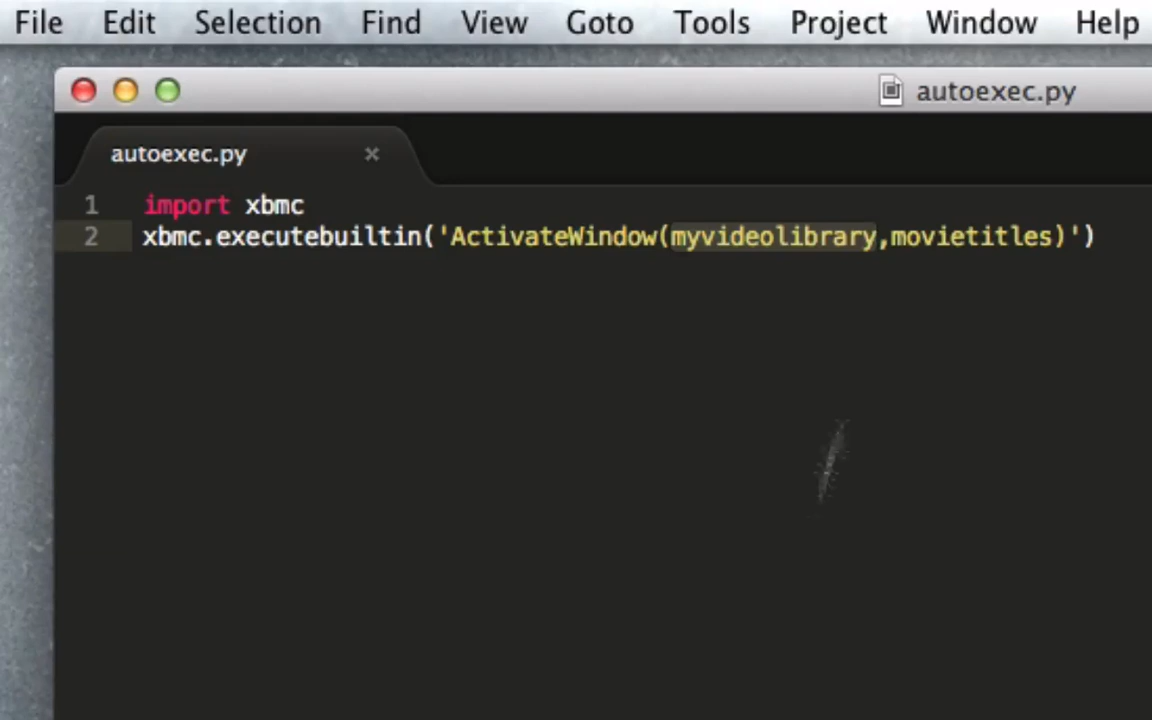 File Edit Selection Find View Goto Tools Project Window Help
autoexec.py
autoexec.py ×
1 import xbmc
2 xbmc.executebuiltin('ActivateWindow(myvideolibrary,movietitles)')